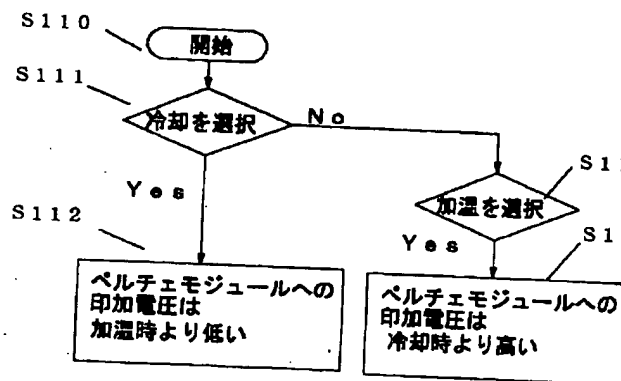 S110
開始
S111
冷却を選択
No
Yes
S11
加温を選択
S112
Yes
S1
ペルチェモジュールへの
印加電圧は
加温時より低い
ペルチェモジュールへの
印加電圧は
冷却時より高い